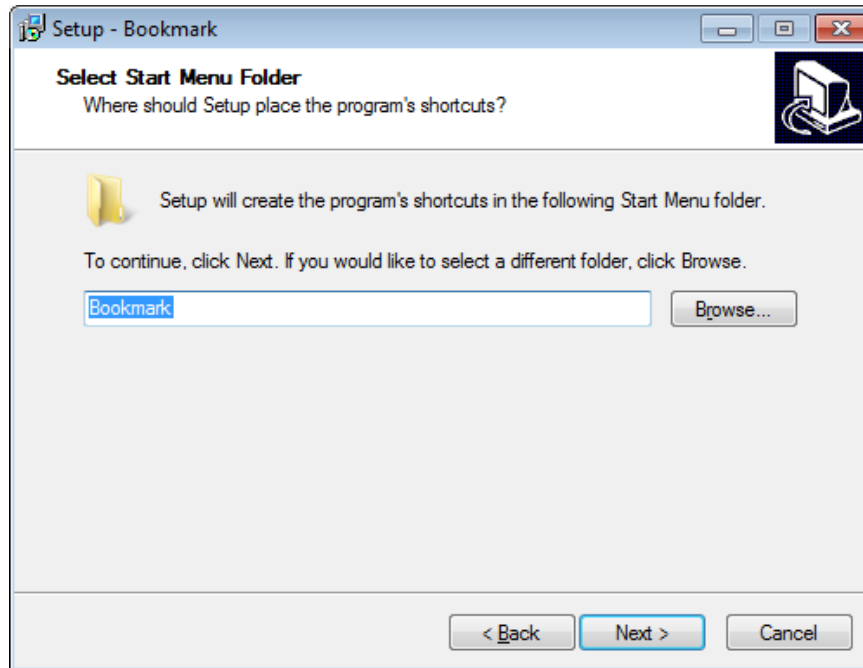 Setup - Bookmark
Select Start Menu Folder
Where should Setup place the program's shortcuts?
Setup will create the program's shortcuts in the following Start Menu folder.
To continue, click Next. If you would like to select a different folder, click Browse.
Bookmark
Browse...
< Back
Next >
Cancel